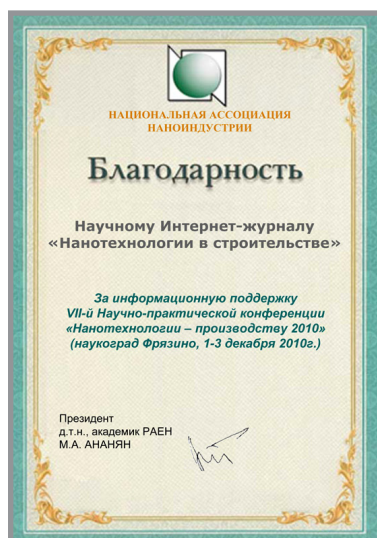 НАЦИОНАЛЬНАЯ АССОЦИАЦИЯ
НАНОИНДУСТРИИ
Благодарность
Научному Интернет-журналу
«Нанотехнологии в строительстве»
За информационную поддержку
VII-й Научно-практической конференции
«Нанотехнологии – производству 2010»
(наукоград Фрязино, 1-3 декабря 2010г.)
Президент
д.т.н., академик РАЕН
М.А. АНАНЯН